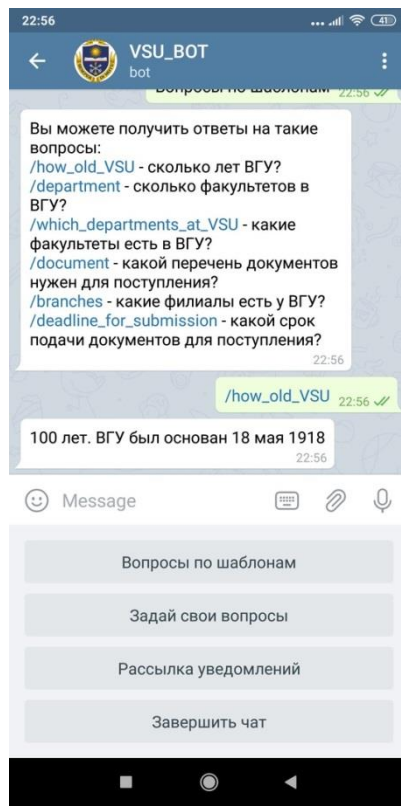 22:56
41
VSU_BOT
bot
Вопросы по шаблонам 22:56
Вы можете получить ответы на такие
вопросы:
/how_old_VSU - сколько лет ВГУ?
/department - сколько факультетов в
ВГУ?
/which_departments_at_VSU - какие
факультеты есть в ВГУ?
/document - какой перечень документов
нужен для поступления?
/branches - какие филиалы есть у ВГУ?
/deadline_for_submission - какой срок
подачи документов для поступления?
22:56
/how_old_VSU 22:56
100 лет. ВГУ был основан 18 мая 1918
22:56
Message
Вопросы по шаблонам
Задай свои вопросы
Рассылка уведомлений
Завершить чат